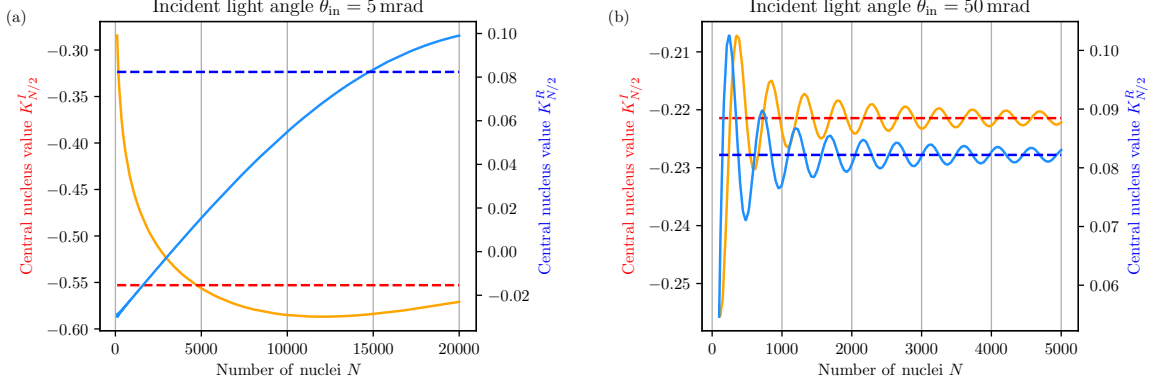 (a)
Incident light angle θ_in = 5 mrad
−0.30
−0.35
−0.40
−0.45
−0.50
−0.55
−0.60
Central nucleus value K^I_{N/2}
0.10
0.08
0.06
0.04
0.02
0.00
−0.02
Central nucleus value K^R_{N/2}
0 5000 10000 15000 20000
Number of nuclei N
(b)
Incident light angle θ_in = 50 mrad
−0.21
−0.22
−0.23
−0.24
−0.25
Central nucleus value K^I_{N/2}
0.10
0.09
0.08
0.07
0.06
Central nucleus value K^R_{N/2}
0 1000 2000 3000 4000 5000
Number of nuclei N